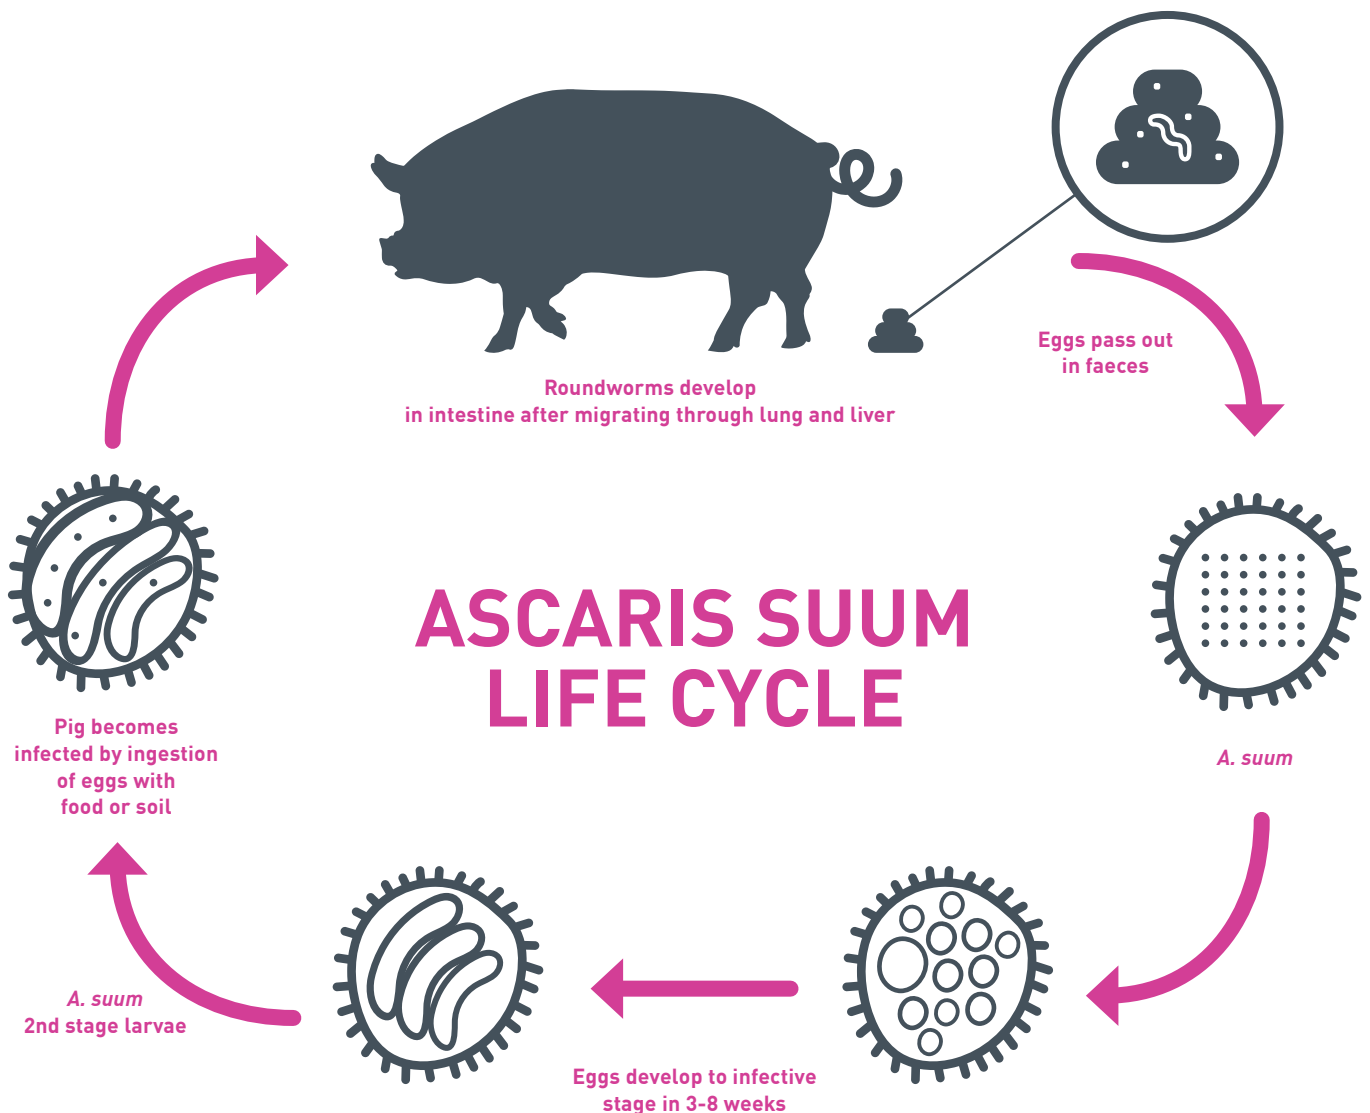 Roundworms develop
in intestine after migrating through lung and liver
Eggs pass out
in faeces
ASCARIS SUUM
LIFE CYCLE
Pig becomes
infected by ingestion
of eggs with
food or soil
A. suum
A. suum
2nd stage larvae
Eggs develop to infective
stage in 3-8 weeks